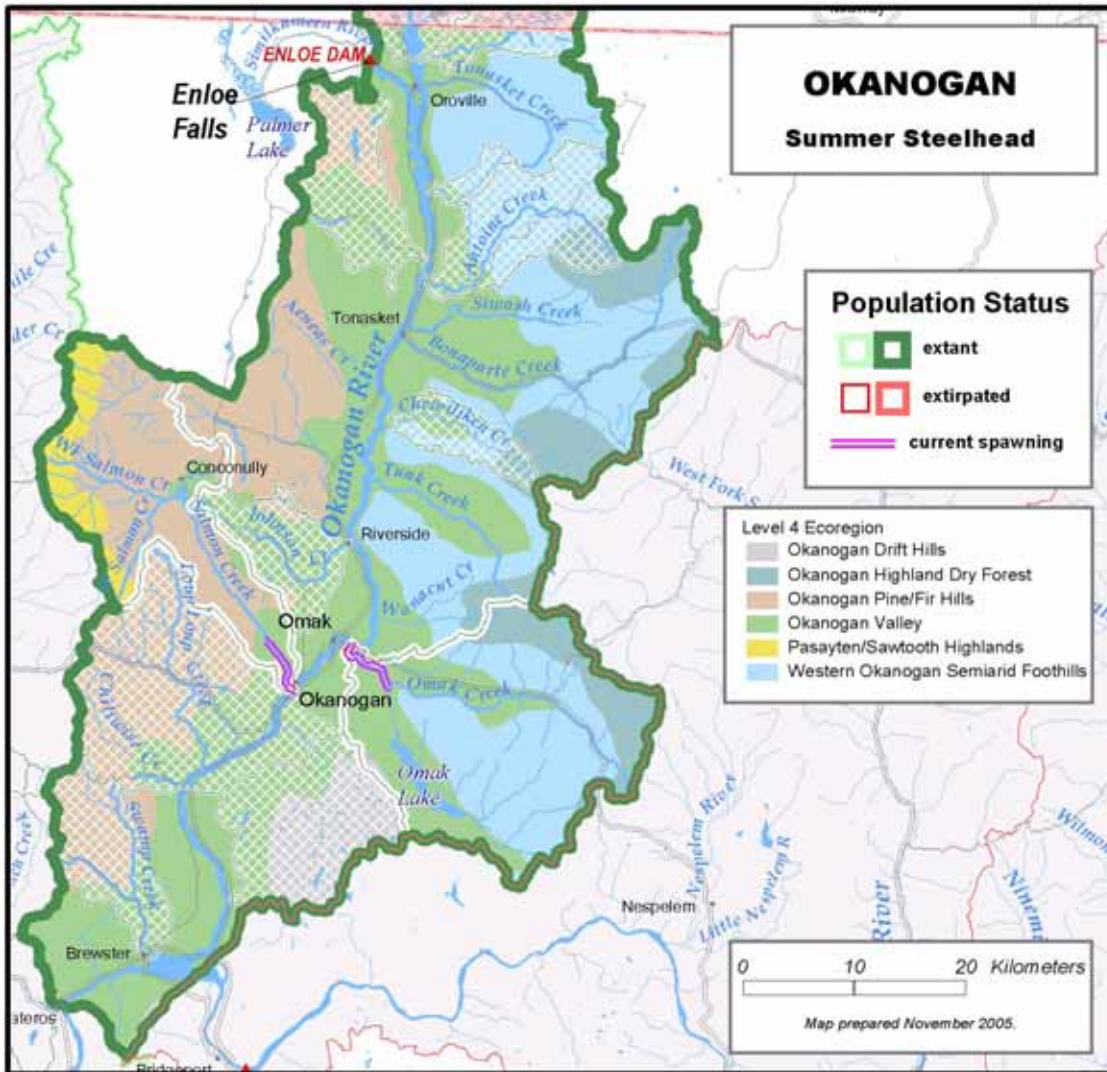 OKANOGAN
Summer Steelhead
Population Status
extant
extirpated
current spawning
Level 4 Ecoregion
Okanogan Drift Hills
Okanogan Highland Dry Forest
Okanogan Pine/Fir Hills
Okanogan Valley
Pasayten/Sawtooth Highlands
Western Okanogan Semiarid Foothills
0 10 20 Kilometers
Map prepared November 2005.
Similkameen River
ENLOE DAM
Enloe
Falls
Palmer
Lake
Oroville
Tonasket Creek
Antoine Creek
Siwash Creek
Tonasket
Aeneas Cr
Bonaparte Creek
Okanogan River
Chewiliken Cr
WF Salmon Cr
Conconully
Salmon Creek
Johnson Cr
Tunk Creek
Riverside
West Fork S
Wanacut Cr
Omak
Okanogan
Omak Creek
Omak
Lake
Loup Loup Creek
Chiliwist Cr
Swamp Creek
Brewster
Nespelem
Nespelem River
Little Nespelem R
River
Wilmon
Ninemi
ateros
Bridgeport